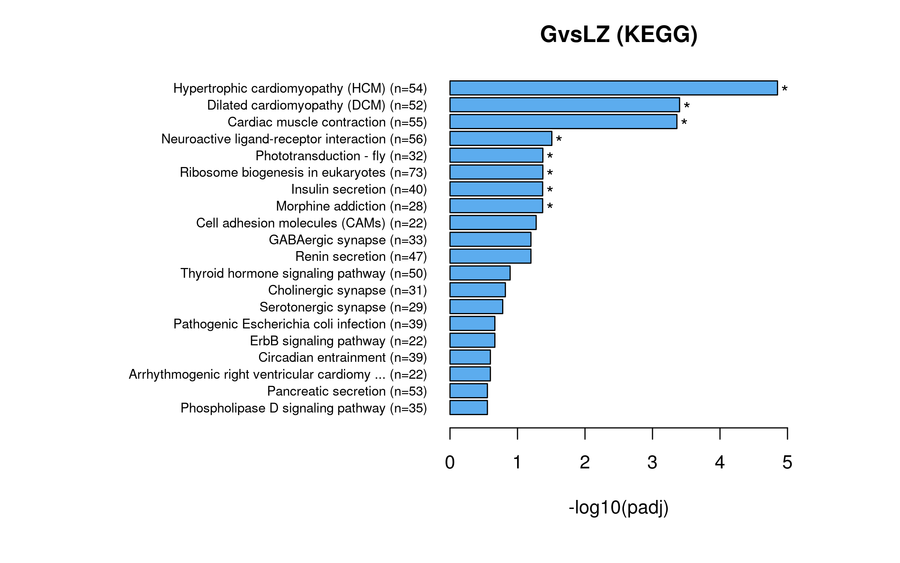 GvsLZ (KEGG)
Hypertrophic cardiomyopathy (HCM) (n=54)
*
Dilated cardiomyopathy (DCM) (n=52)
*
Cardiac muscle contraction (n=55)
*
Neuroactive ligand-receptor interaction (n=56)
*
Phototransduction - fly (n=32)
*
Ribosome biogenesis in eukaryotes (n=73)
*
Insulin secretion (n=40)
*
Morphine addiction (n=28)
*
Cell adhesion molecules (CAMs) (n=22)
GABAergic synapse (n=33)
Renin secretion (n=47)
Thyroid hormone signaling pathway (n=50)
Cholinergic synapse (n=31)
Serotonergic synapse (n=29)
Pathogenic Escherichia coli infection (n=39)
ErbB signaling pathway (n=22)
Circadian entrainment (n=39)
Arrhythmogenic right ventricular cardiomy ... (n=22)
Pancreatic secretion (n=53)
Phospholipase D signaling pathway (n=35)
0 1 2 3 4 5
-log10(padj)